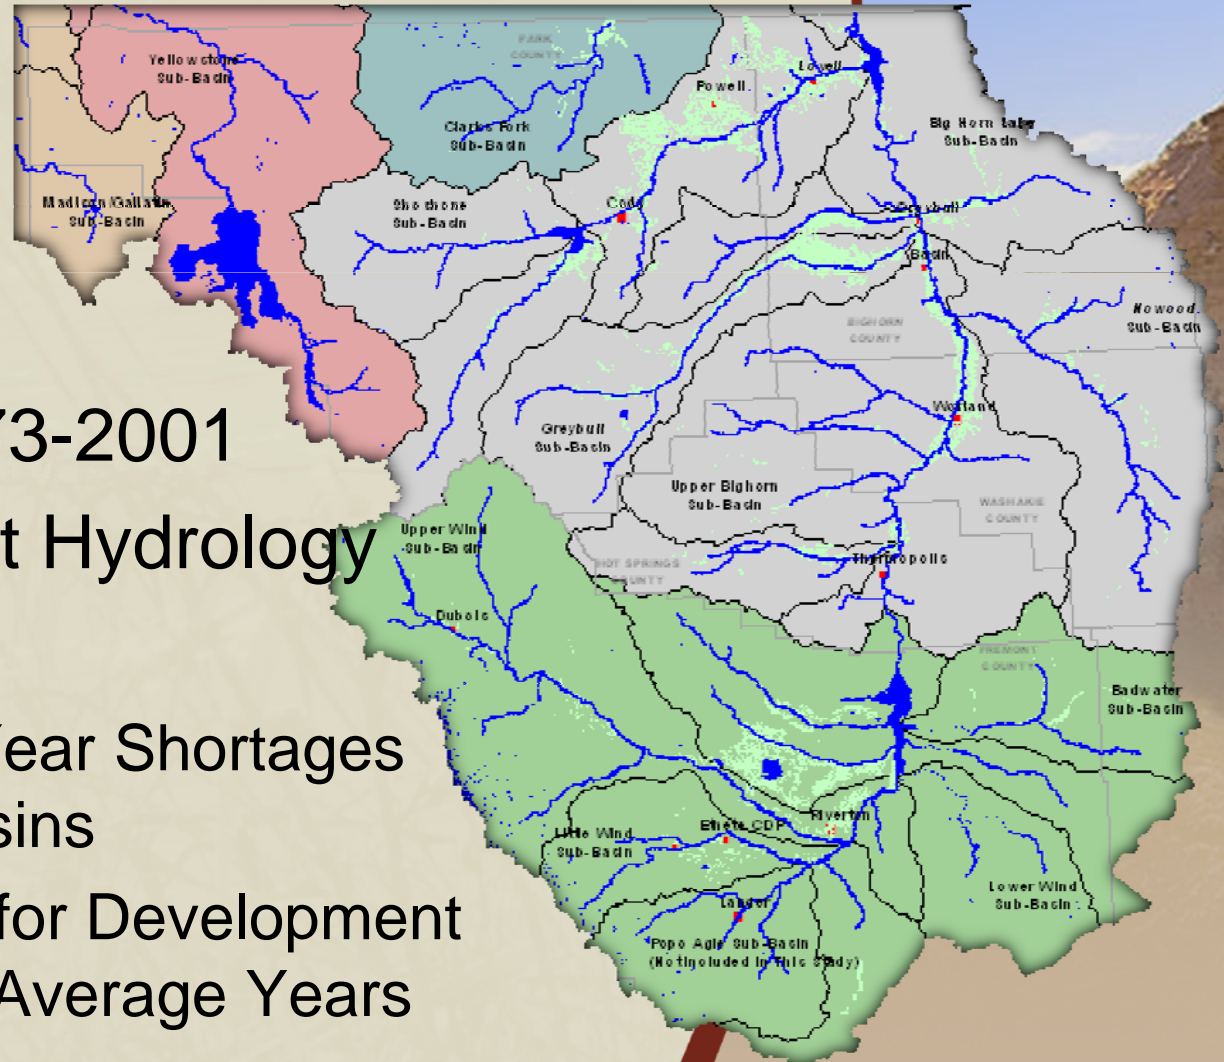 73-2001
t Hydrology
Year Shortages
sins
for Development
Average Years
PARK
COUNTY
Yellowstone
Sub-Basin
Lovell
Powell
Clarks Fork
Sub-Basin
Big Horn Lake
Sub-Basin
Madison/Gallatin
Sub-Basin
Shoshone
Sub-Basin
Cody
Greybull
Basin
BIGHORN
COUNTY
Nowood
Sub-Basin
Worland
Greybull
Sub-Basin
Upper Bighorn
Sub-Basin
WASHAKIE
COUNTY
Upper Wind
Sub-Basin
HOT SPRINGS
COUNTY
Thermopolis
Dubois
FREMONT
COUNTY
Badwater
Sub-Basin
Riverton
Little Wind
Sub-Basin
Ethete CDP
Lower Wind
Sub-Basin
Lander
Popo Agie Sub-Basin
(Not Included in This Study)